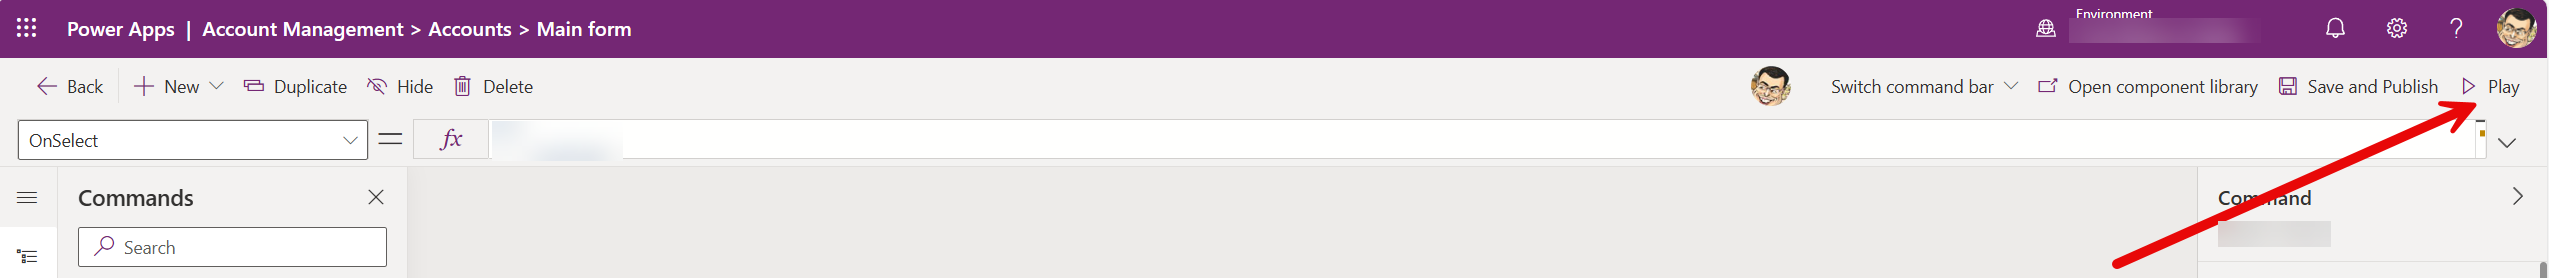 Power Apps | Account Management > Accounts > Main form
Environment
Back New Duplicate Hide Delete Switch command bar Open component library Save and Publish Play
OnSelect = fx
Commands
Command
Search